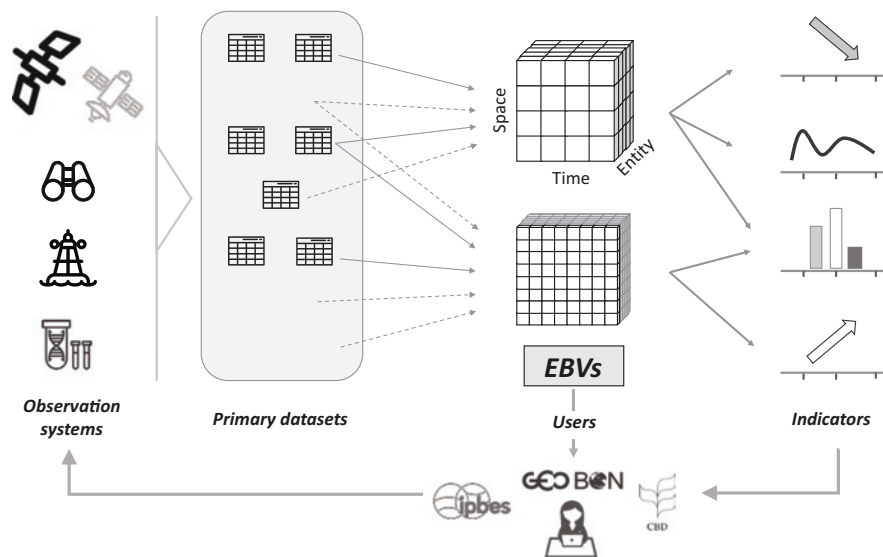 Space
Time
Entity
EBVs
Observation
systems
Primary datasets
Users
Indicators
ipbes
GEO BON
CBD